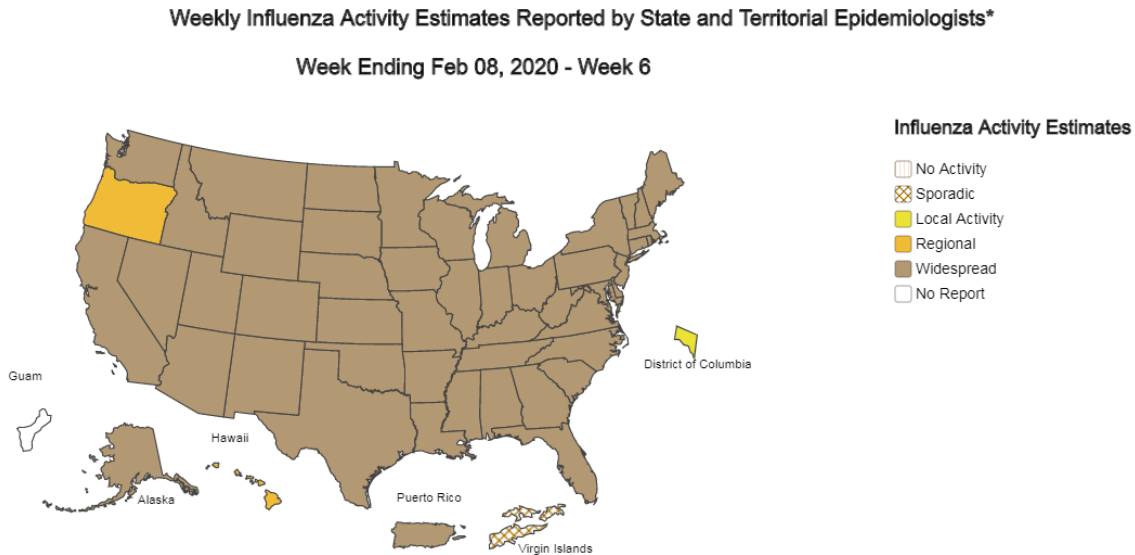 Weekly Influenza Activity Estimates Reported by State and Territorial Epidemiologists*
Week Ending Feb 08, 2020 - Week 6
Influenza Activity Estimates
No Activity
Sporadic
Local Activity
Regional
Widespread
No Report
District of Columbia
Guam
Hawaii
Alaska
Puerto Rico
Virgin Islands